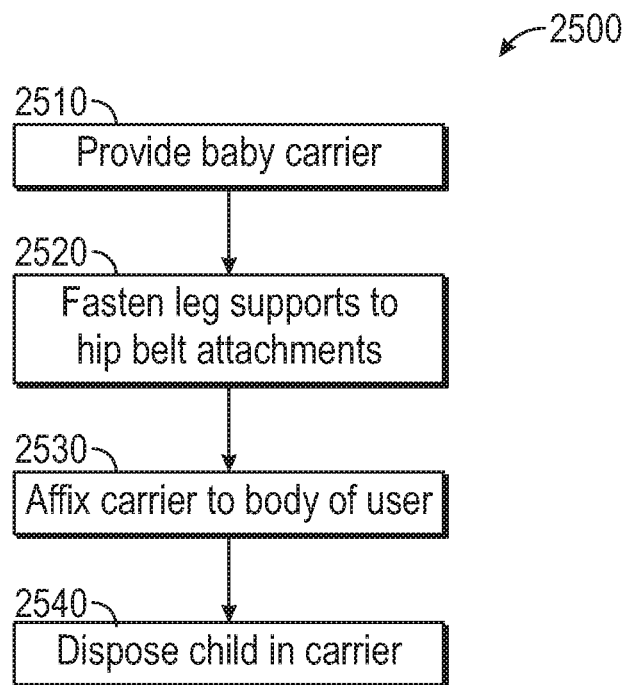 2500
2510
Provide baby carrier
2520
Fasten leg supports to
hip belt attachments
2530
Affix carrier to body of user
2540
Dispose child in carrier